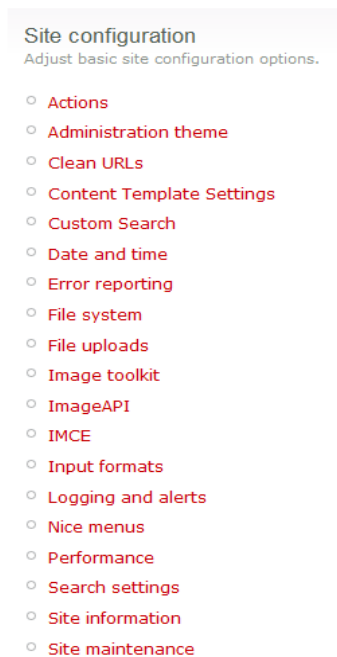 Site configuration
Adjust basic site configuration options.
Actions
Administration theme
Clean URLs
Content Template Settings
Custom Search
Date and time
Error reporting
File system
File uploads
Image toolkit
ImageAPI
IMCE
Input formats
Logging and alerts
Nice menus
Performance
Search settings
Site information
Site maintenance